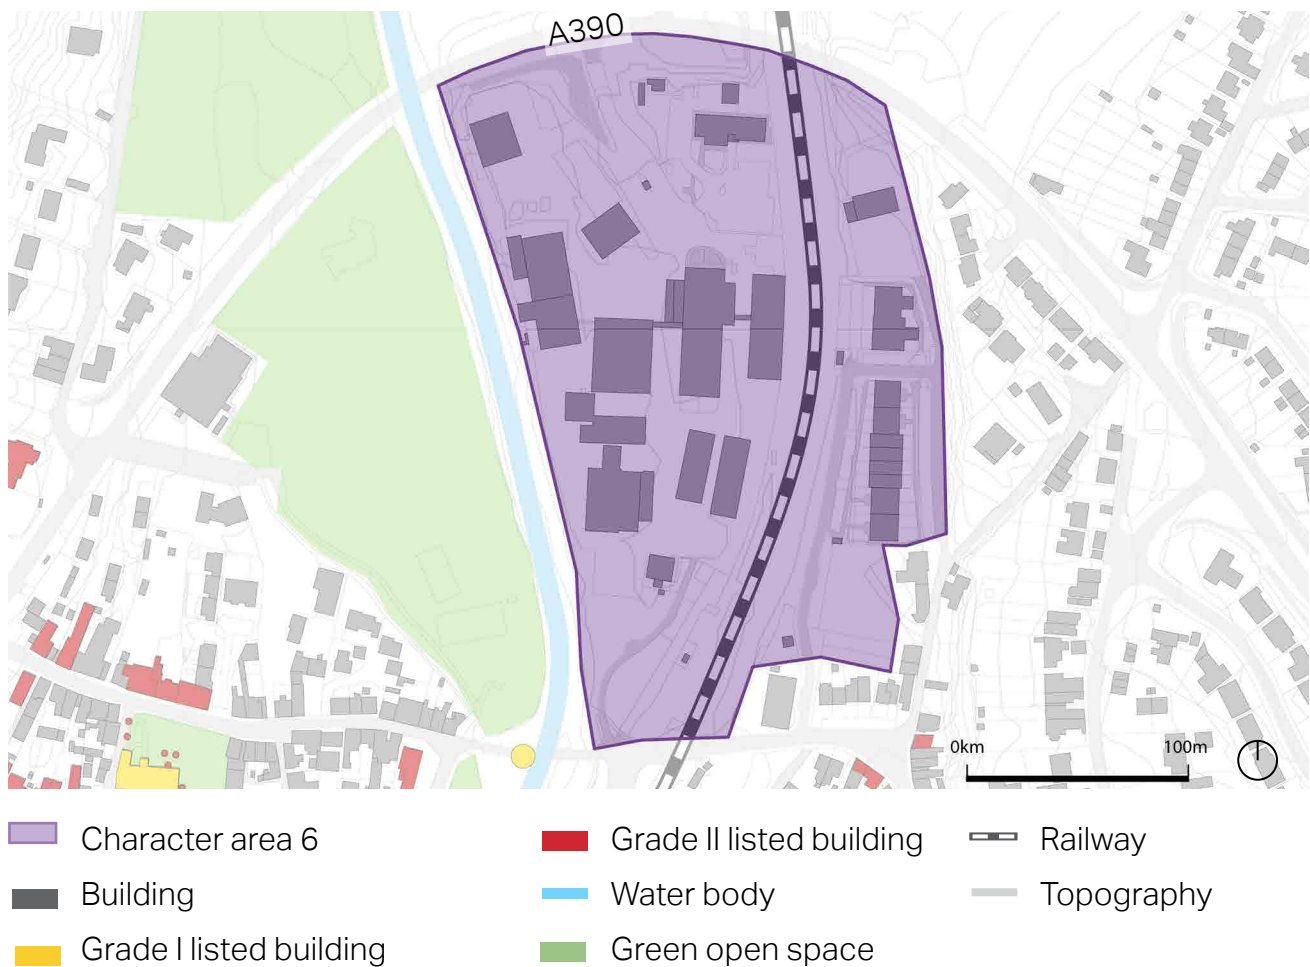 A390
0km 100m
Character area 6
Building
Grade I listed building
Grade II listed building
Water body
Green open space
Railway
Topography